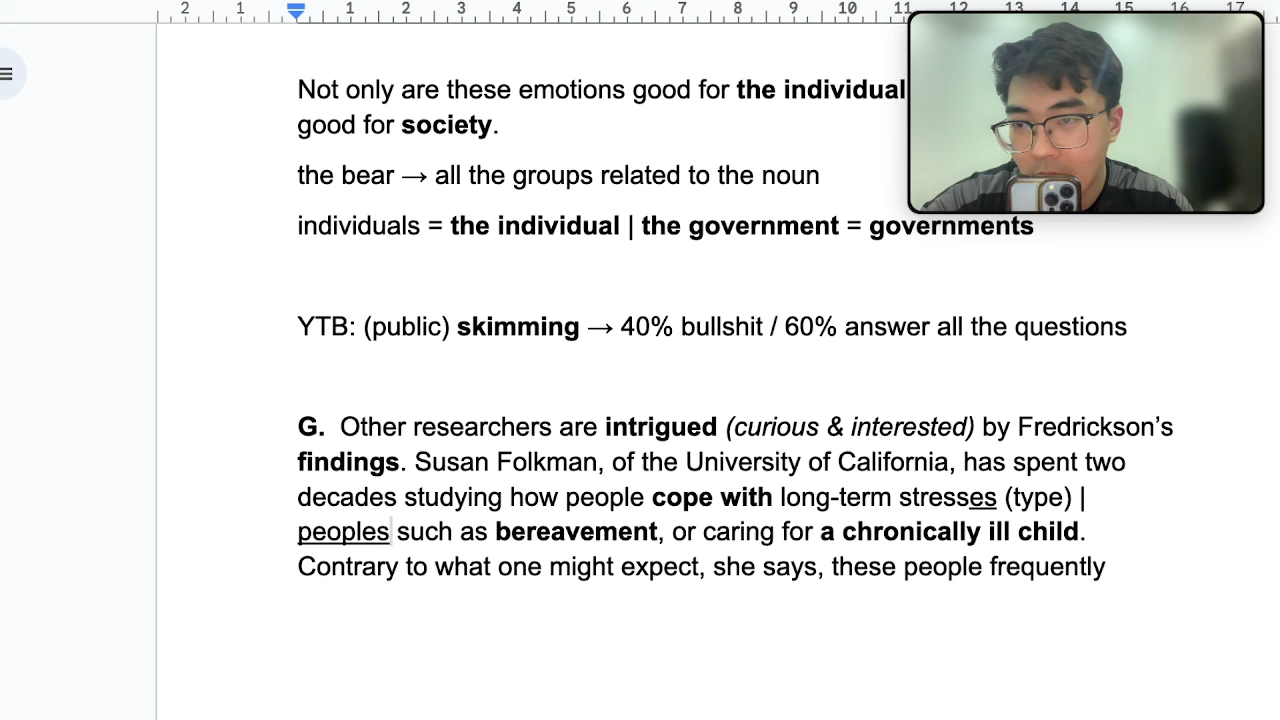 2 1 1 2 3 4 5 6 7 8 9 10 11 12 13 14 15 16 17
Not only are these emotions good for the individual
good for society.
the bear → all the groups related to the noun
individuals = the individual | the government = governments
YTB: (public) skimming → 40% bullshit / 60% answer all the questions
G. Other researchers are intrigued (curious & interested) by Fredrickson’s
findings. Susan Folkman, of the University of California, has spent two
decades studying how people cope with long-term stresses (type) |
peoples such as bereavement, or caring for a chronically ill child.
Contrary to what one might expect, she says, these people frequently